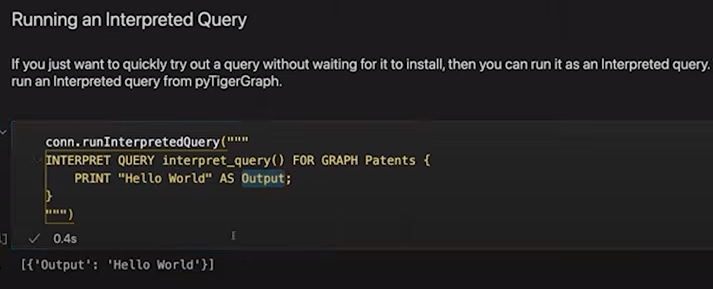 Running an Interpreted Query
If you just want to quickly try out a query without waiting for it to install, then you can run it as an Interpreted query.
run an Interpreted query from pyTigerGraph.
conn.runInterpretedQuery("""
INTERPRET QUERY interpret_query() FOR GRAPH Patents {
    PRINT "Hello World" AS Output;
}
""")
] ✓ 0.4s
[{'Output': 'Hello World'}]